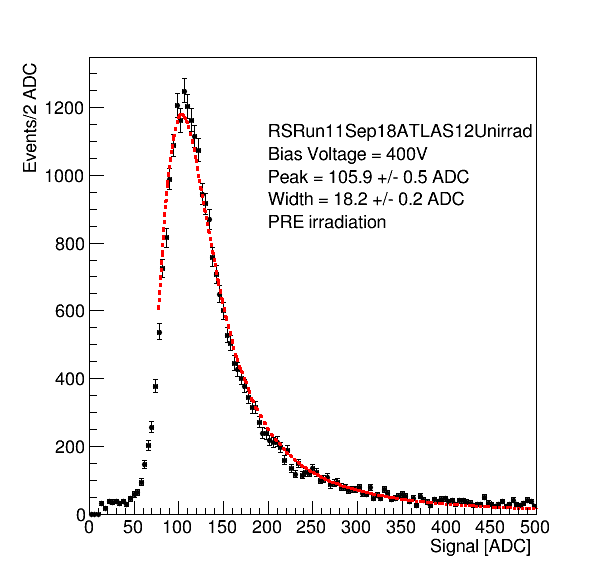 Events/2 ADC
1200
1000
800
600
400
200
0
RSRun11Sep18ATLAS12Unirrad
Bias Voltage = 400V
Peak = 105.9 +/- 0.5 ADC
Width = 18.2 +/- 0.2 ADC
PRE irradiation
0 50 100 150 200 250 300 350 400 450 500
Signal [ADC]